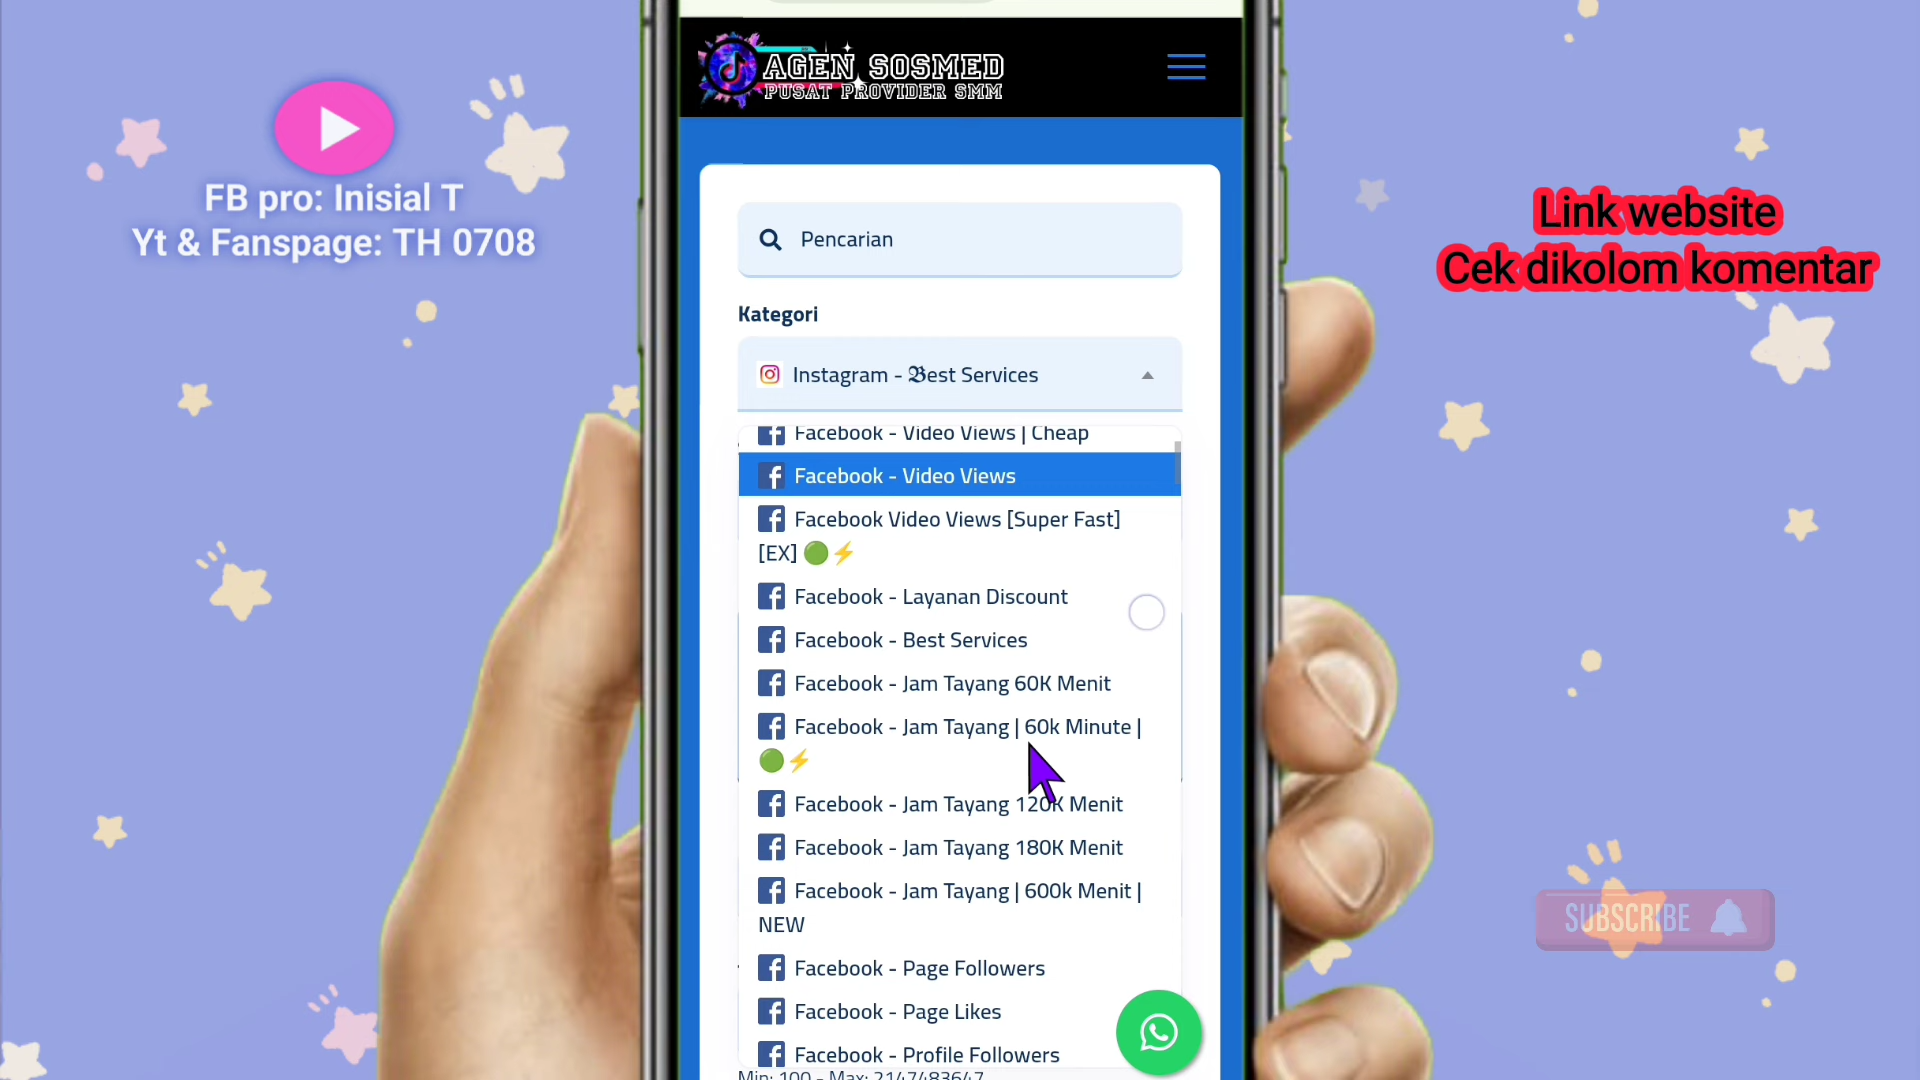 AGEN SOSMED
PUSAT PROVIDER SMM
FB pro: Inisial T
Yt & Fanspage: TH 0708
Link website
Cek dikolom komentar
Pencarian
Kategori
Instagram - 𝕭est Services
Facebook - Video Views | Cheap
Facebook - Video Views
Facebook Video Views [Super Fast]
[EX] 🟢⚡
Facebook - Layanan Discount
Facebook - Best Services
Facebook - Jam Tayang 60K Menit
Facebook - Jam Tayang | 60k Minute |
🟢⚡
Facebook - Jam Tayang 120K Menit
Facebook - Jam Tayang 180K Menit
Facebook - Jam Tayang | 600k Menit |
NEW
Facebook - Page Followers
Facebook - Page Likes
Facebook - Profile Followers
Min: 100 - Max: 2147483647
SUBSCRIBE